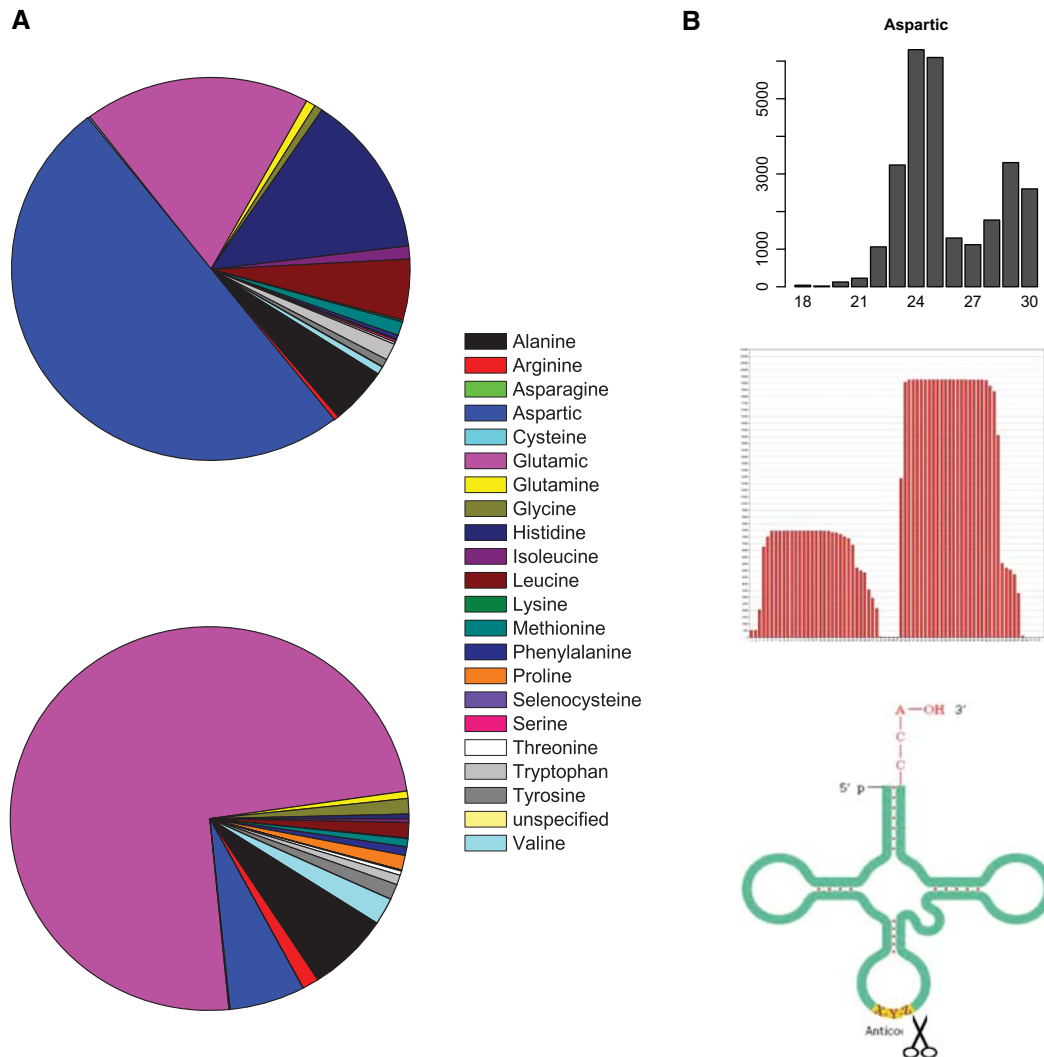 A
B
Alanine
Arginine
Asparagine
Aspartic
Cysteine
Glutamic
Glutamine
Glycine
Histidine
Isoleucine
Leucine
Lysine
Methionine
Phenylalanine
Proline
Selenocysteine
Serine
Threonine
Tryptophan
Tyrosine
unspecified
Valine
Aspartic
5000
3000
1000
0
18 21 24 27 30
A—OH 3'
C
C
5' p
X Y Z
Antico